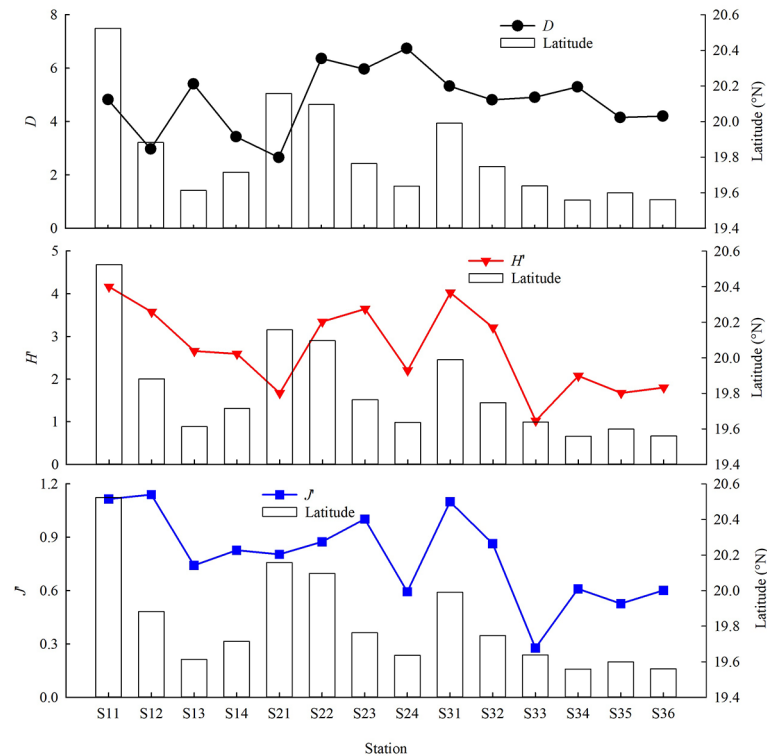 8
6
4
2
0
D
D
Latitude
20.6
20.4
20.2
20.0
19.8
19.6
19.4
Latitude (°N)
5
4
3
2
1
0
H'
H'
Latitude
20.6
20.4
20.2
20.0
19.8
19.6
19.4
Latitude (°N)
1.2
0.9
0.6
0.3
0.0
J'
J'
Latitude
20.6
20.4
20.2
20.0
19.8
19.6
19.4
Latitude (°N)
S11 S12 S13 S14 S21 S22 S23 S24 S31 S32 S33 S34 S35 S36
Station